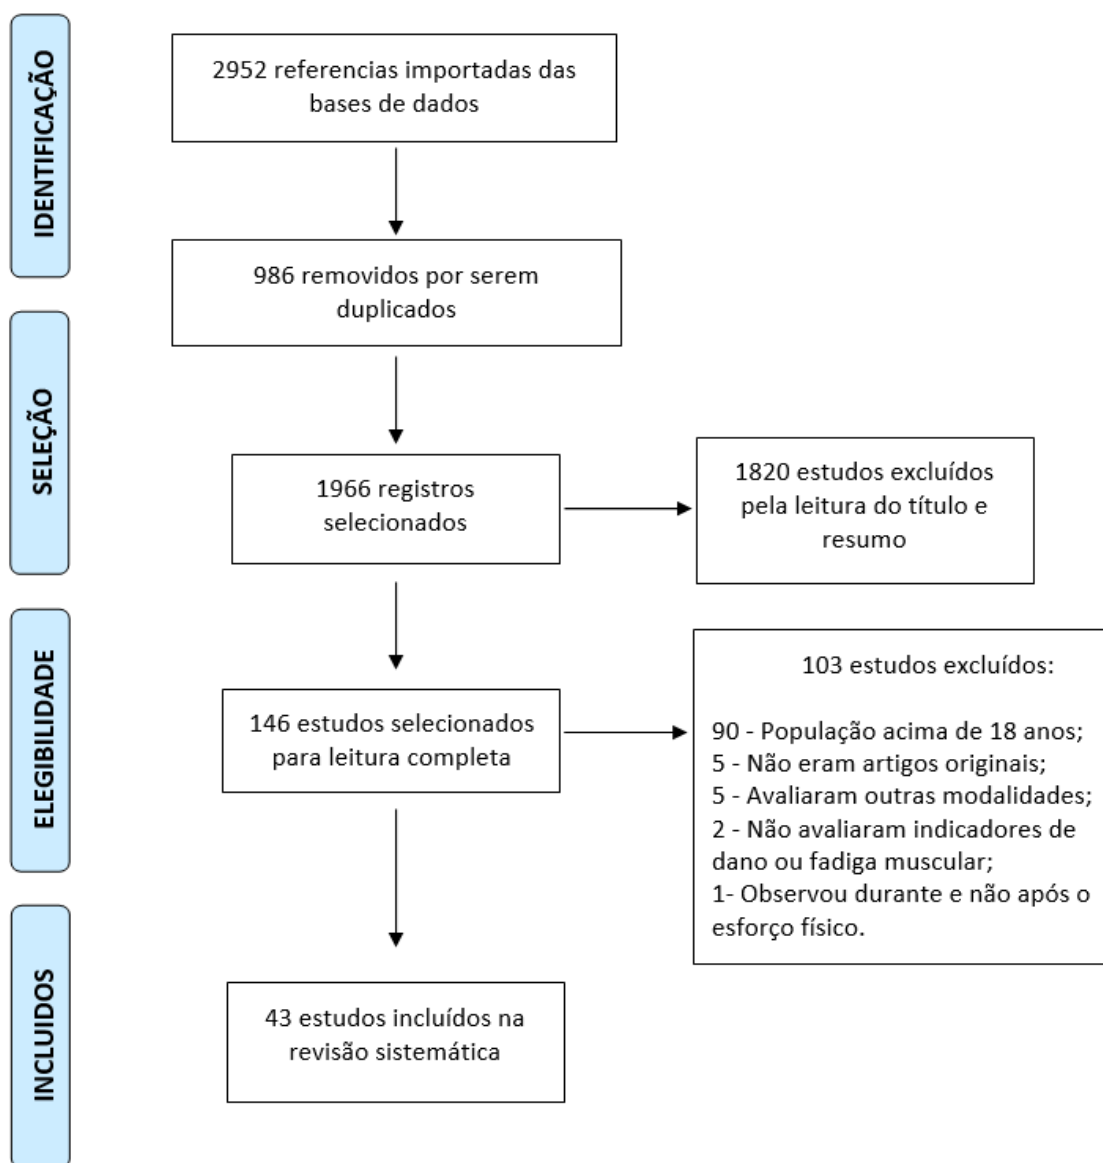 IDENTIFICAÇÃO
2952 referencias importadas das
bases de dados
986 removidos por serem
duplicados
SELEÇÃO
1966 registros
selecionados
1820 estudos excluídos
pela leitura do título e
resumo
ELEGIBILIDADE
146 estudos selecionados
para leitura completa
103 estudos excluídos:
90 - População acima de 18 anos;
5 - Não eram artigos originais;
5 - Avaliaram outras modalidades;
2 - Não avaliaram indicadores de
dano ou fadiga muscular;
1- Observou durante e não após o
esforço físico.
INCLUIDOS
43 estudos incluídos na
revisão sistemática